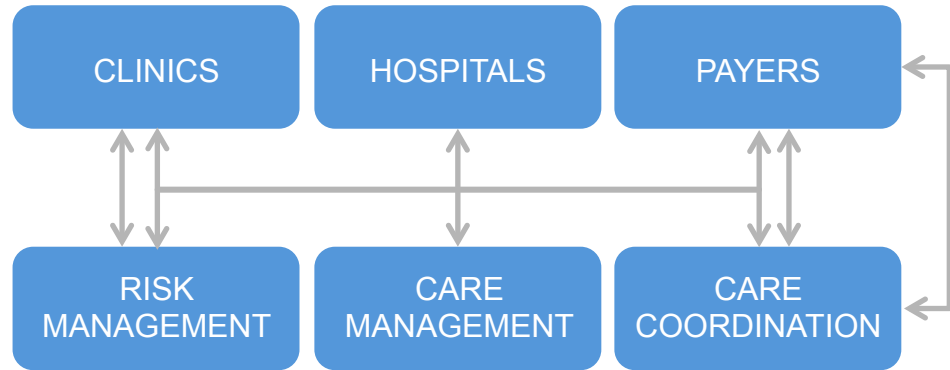 CLINICS
HOSPITALS
PAYERS
RISK
MANAGEMENT
CARE
MANAGEMENT
CARE
COORDINATION